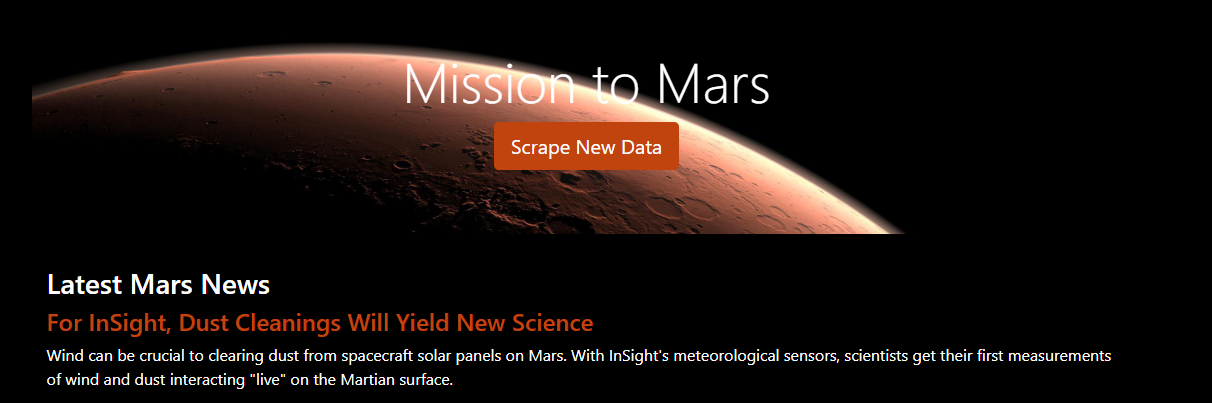 Mission to Mars
Scrape New Data
Latest Mars News
For InSight, Dust Cleanings Will Yield New Science
Wind can be crucial to clearing dust from spacecraft solar panels on Mars. With InSight's meteorological sensors, scientists get their first measurements
of wind and dust interacting "live" on the Martian surface.